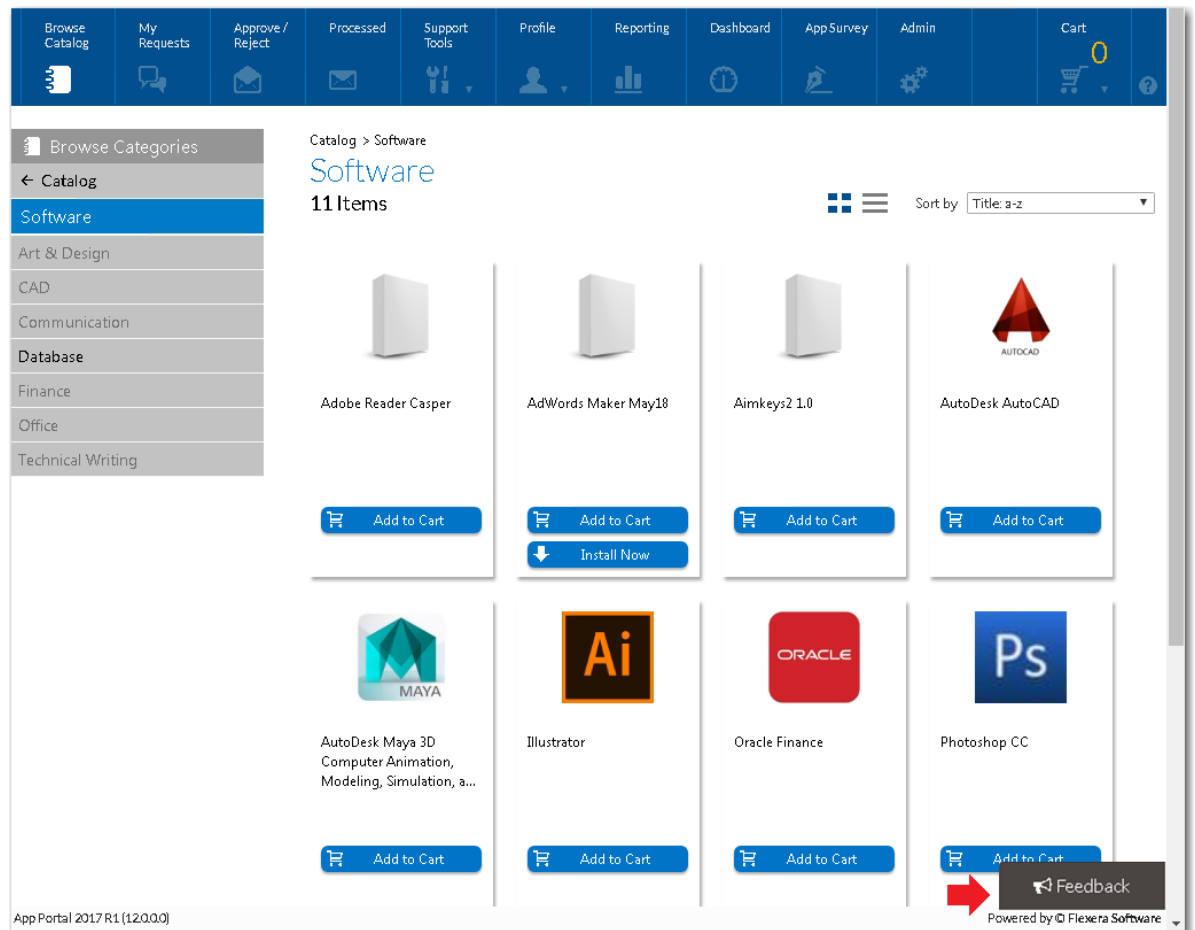 Browse Catalog
My Requests
Approve / Reject
Processed
Support Tools
Profile
Reporting
Dashboard
App Survey
Admin
Cart
0
?
Browse Categories
← Catalog
Software
Art & Design
CAD
Communication
Database
Finance
Office
Technical Writing
Catalog > Software
Software
11 Items
Sort by
Title: a-z
AUTOCAD
Adobe Reader Casper
AdWords Maker May18
Aimkeys2 1.0
AutoDesk AutoCAD
Add to Cart
Add to Cart
Add to Cart
Add to Cart
Install Now
MAYA
Ai
ORACLE
Ps
AutoDesk Maya 3D
Computer Animation,
Modeling, Simulation, a...
Illustrator
Oracle Finance
Photoshop CC
Add to Cart
Add to Cart
Add to Cart
Add to Cart
Feedback
App Portal 2017 R1 (12.0.0.0)
Powered by © Flexera Software